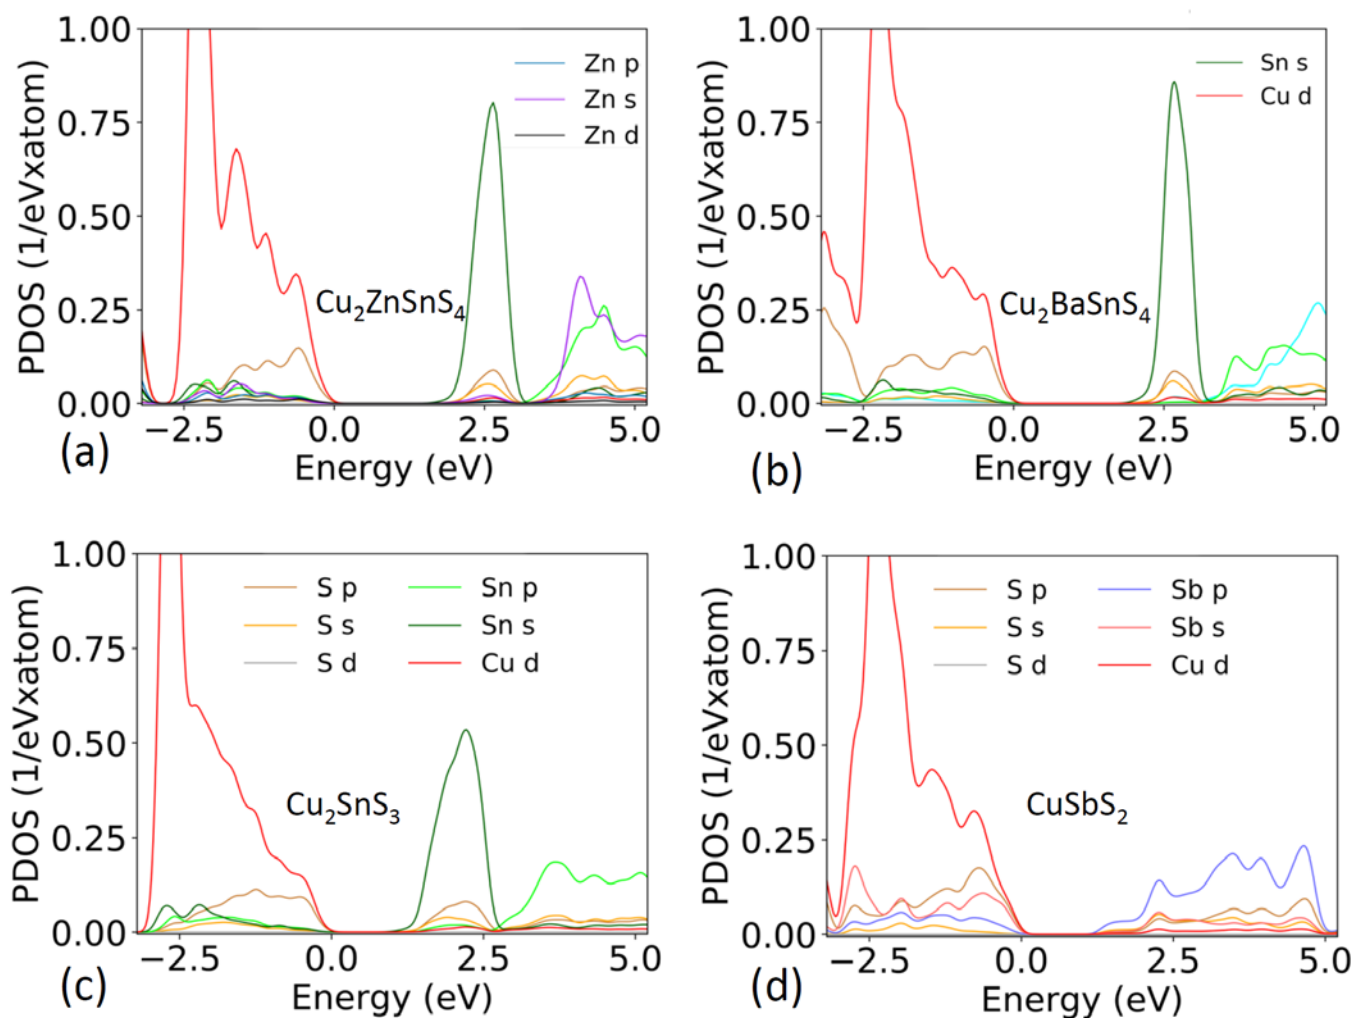 PDOS (1/eVxatom)
1.00
0.75
0.50
0.25
0.00
Zn p
Zn s
Zn d
Cu₂ZnSnS₄
−2.5 0.0 2.5 5.0
Energy (eV)
(a)
PDOS (1/eVxatom)
1.00
0.75
0.50
0.25
0.00
Sn s
Cu d
Cu₂BaSnS₄
−2.5 0.0 2.5 5.0
Energy (eV)
(b)
PDOS (1/eVxatom)
1.00
0.75
0.50
0.25
0.00
S p Sn p
S s Sn s
S d Cu d
Cu₂SnS₃
−2.5 0.0 2.5 5.0
Energy (eV)
(c)
PDOS (1/eVxatom)
1.00
0.75
0.50
0.25
0.00
S p Sb p
S s Sb s
S d Cu d
CuSbS₂
−2.5 0.0 2.5 5.0
Energy (eV)
(d)